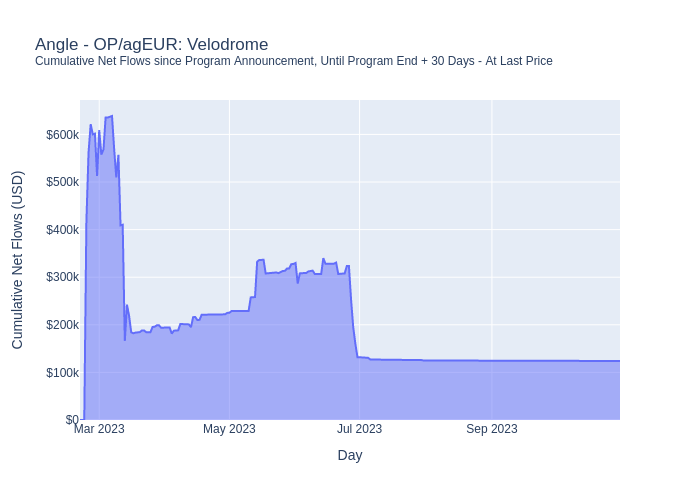 Angle - OP/agEUR: Velodrome
Cumulative Net Flows since Program Announcement, Until Program End + 30 Days - At Last Price
Cumulative Net Flows (USD)
$600k
$500k
$400k
$300k
$200k
$100k
$0
Mar 2023
May 2023
Jul 2023
Sep 2023
Day